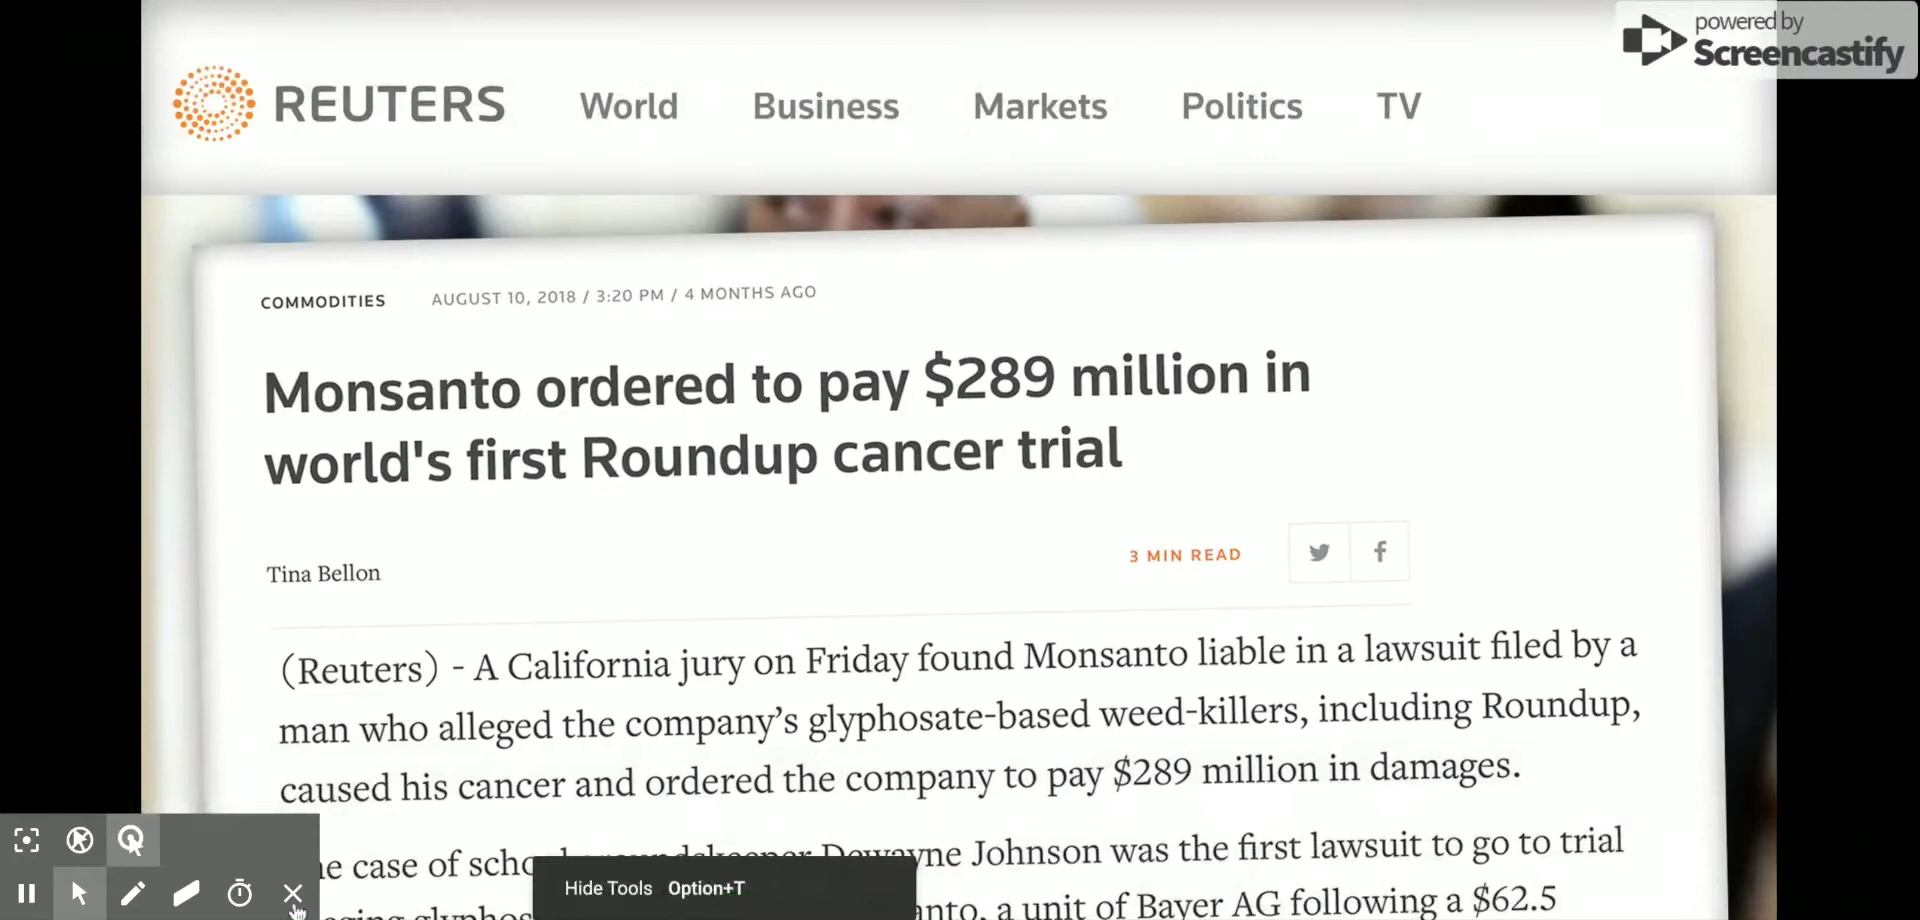 powered by
Screencastify
REUTERS World Business Markets Politics TV
COMMODITIES AUGUST 10, 2018 / 3:20 PM / 4 MONTHS AGO
Monsanto ordered to pay $289 million in
world's first Roundup cancer trial
Tina Bellon
3 MIN READ
(Reuters) - A California jury on Friday found Monsanto liable in a lawsuit filed by a
man who alleged the company’s glyphosate-based weed-killers, including Roundup,
caused his cancer and ordered the company to pay $289 million in damages.
case of Johnson was the first lawsuit to go to trial
a unit of Bayer AG following a $62.5
Hide Tools Option+T